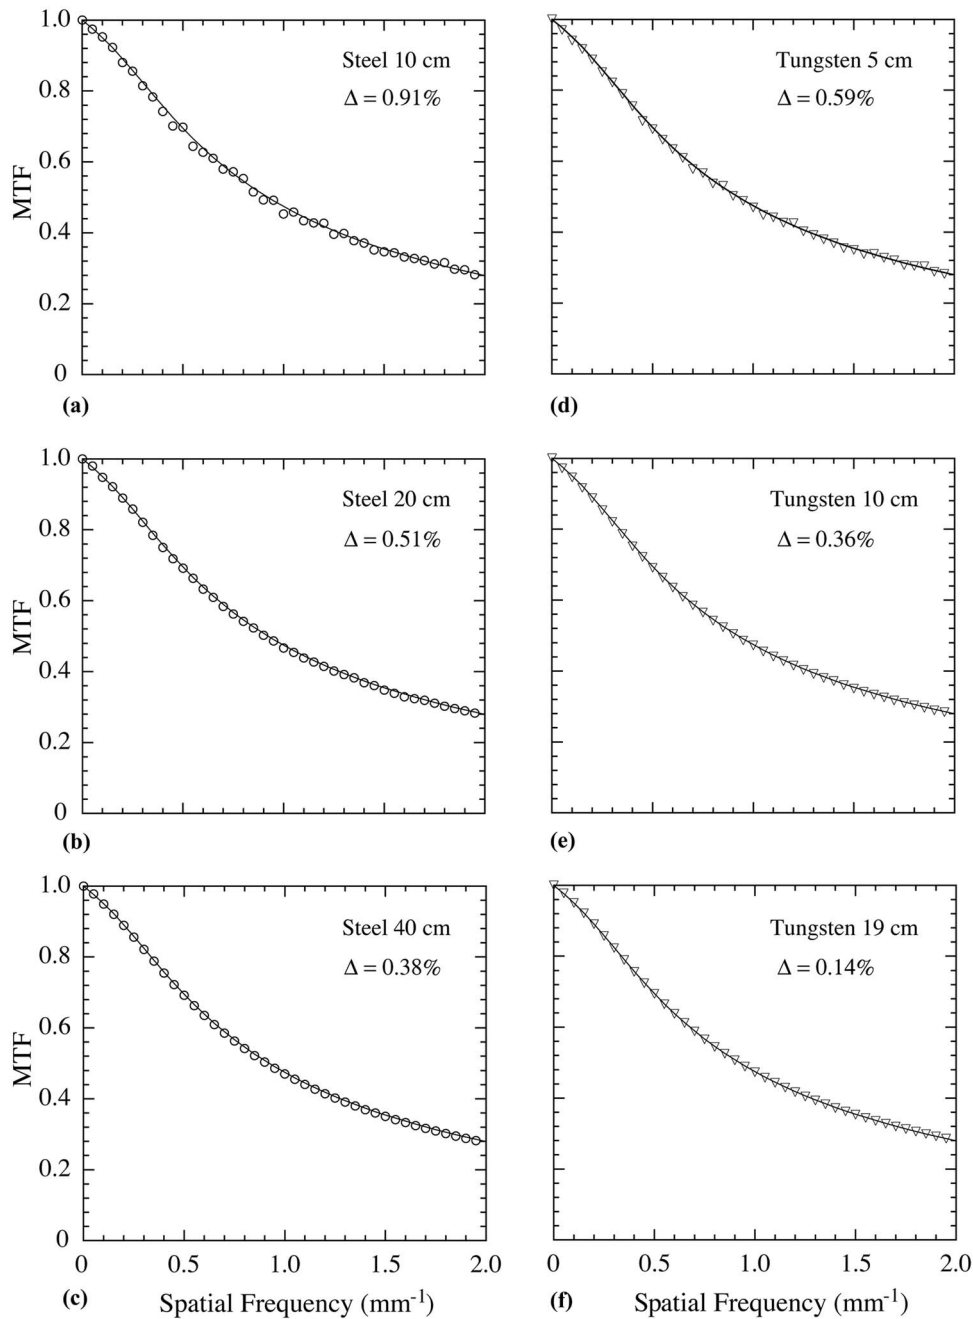 1.0
0.8
0.6
0.4
0.2
0
MTF
Steel 10 cm
Δ = 0.91%
(a)
Tungsten 5 cm
Δ = 0.59%
(d)
1.0
0.8
0.6
0.4
0.2
0
MTF
Steel 20 cm
Δ = 0.51%
(b)
Tungsten 10 cm
Δ = 0.36%
(e)
1.0
0.8
0.6
0.4
0.2
0
MTF
Steel 40 cm
Δ = 0.38%
0 0.5 1.0 1.5 2.0
(c) Spatial Frequency (mm⁻¹)
Tungsten 19 cm
Δ = 0.14%
0 0.5 1.0 1.5 2.0
(f) Spatial Frequency (mm⁻¹)